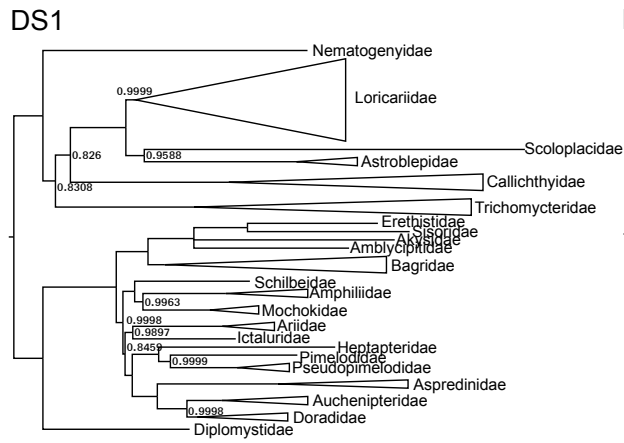 DS1
Nematogenyidae
0.9999
Loricariidae
Scoloplacidae
0.826
0.9588
Astroblepidae
Callichthyidae
0.8308
Trichomycteridae
Erethistidae
Sisoridae
Akysidae
Amblycipitidae
Bagridae
Schilbeidae
Amphiliidae
0.9963
Mochokidae
0.9998
Ariidae
0.9897
Ictaluridae
0.8459
Heptapteridae
Pimelodidae
0.9999
Pseudopimelodidae
Aspredinidae
Auchenipteridae
0.9998
Doradidae
Diplomystidae